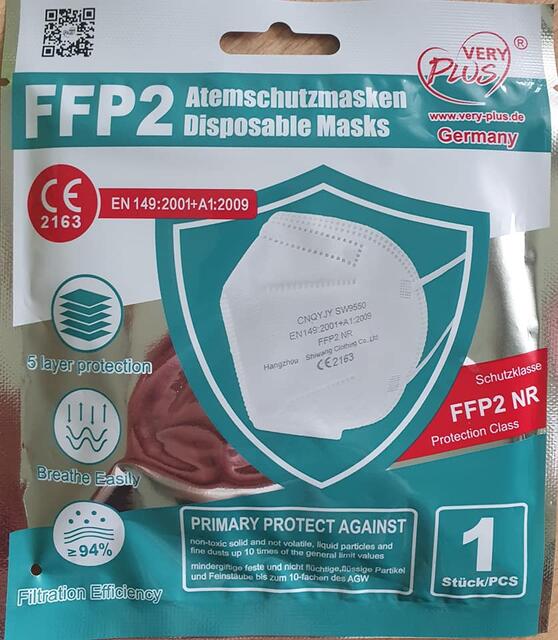 VERY
PLUS
®
www.very-plus.de
Germany
FFP2
Atemschutzmasken
Disposable Masks
CE
2163
EN 149:2001+A1:2009
CNQYJY SW9550
EN149:2001+A1:2009
FFP2 NR
Hangzhou Shiwang Clothing Co.,Ltd
CE2163
5 layer protection
Schutzklasse
FFP2 NR
Protection Class
Breathe Easily
≥94%
Filtration Efficiency
PRIMARY PROTECT AGAINST
non-toxic solid and not volatile, liquid particles and
fine dusts up 10 times of the general limit values
mindergiftige feste und nicht flüchtige,flüssige Partikel
und Feinstäube bis zum 10-fachen des AGW
1
Stück/PCS